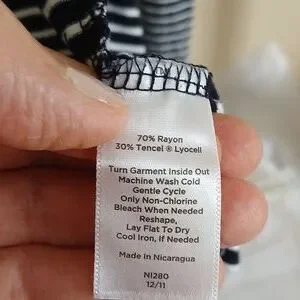 70% Rayon
30% Tencel ® Lyocell
Turn Garment Inside Out
Machine Wash Cold
Gentle Cycle
Only Non-Chlorine
Bleach When Needed
Reshape,
Lay Flat To Dry
Cool Iron, If Needed
Made In Nicaragua
NI280
12/11